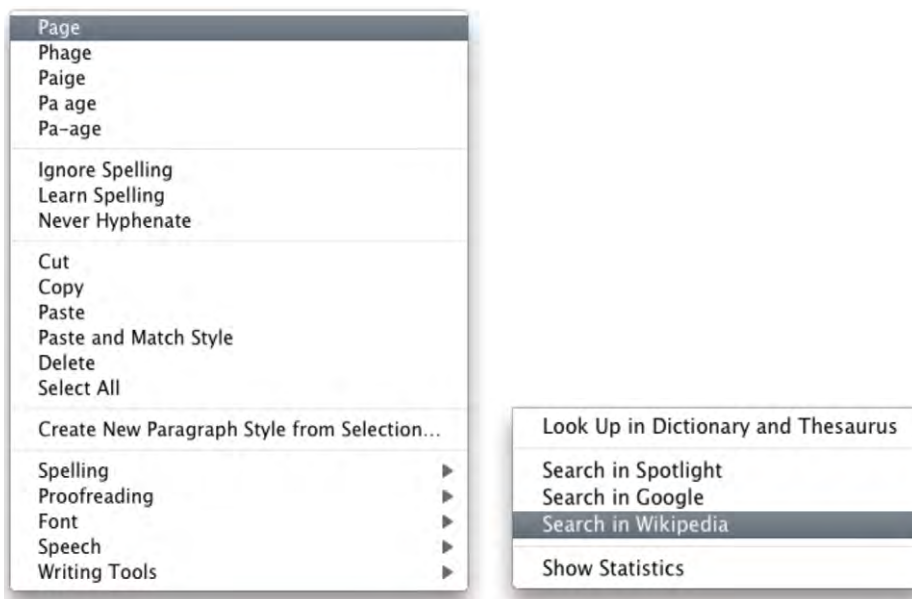 Page
Phage
Paige
Pa age
Pa-age
Ignore Spelling
Learn Spelling
Never Hyphenate
Cut
Copy
Paste
Paste and Match Style
Delete
Select All
Create New Paragraph Style from Selection...
Spelling
Proofreading
Font
Speech
Writing Tools
Look Up in Dictionary and Thesaurus
Search in Spotlight
Search in Google
Search in Wikipedia
Show Statistics